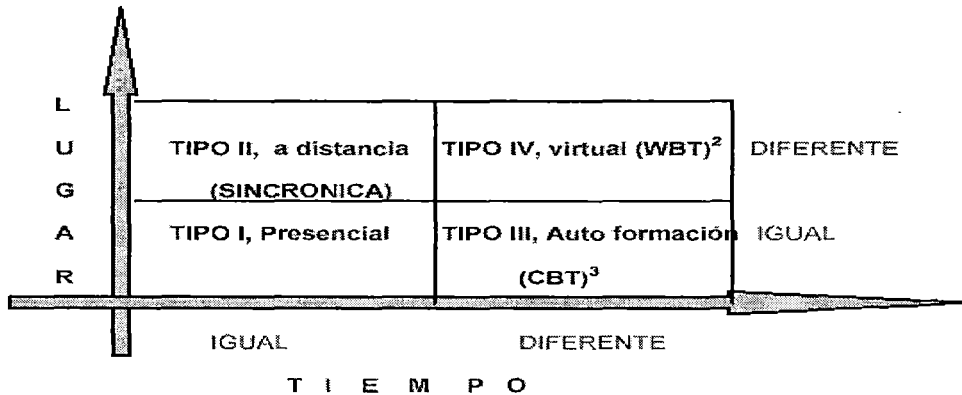 L
U
G
A
R
TIPO II, a distancia
(SINCRONICA)
TIPO IV, virtual (WBT)²
DIFERENTE
TIPO I, Presencial
TIPO III, Auto formación
(CBT)³
IGUAL
IGUAL
DIFERENTE
T I E M P O